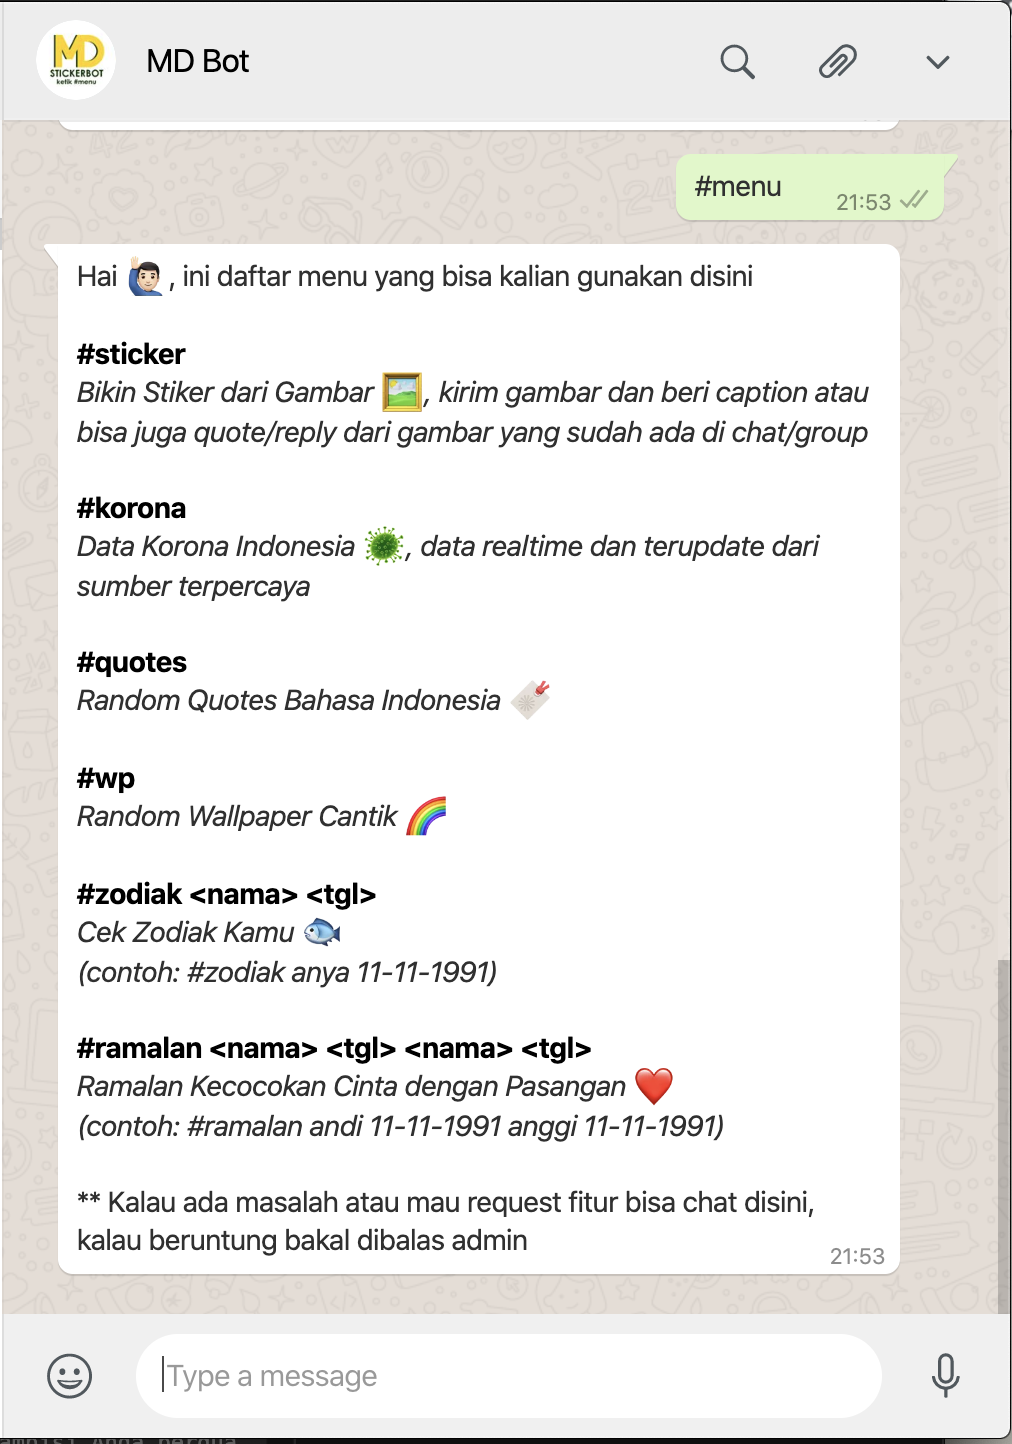 MD
STICKERBOT
ketik #menu
MD Bot
#menu
21:53
Hai 🙋🏻‍♂️, ini daftar menu yang bisa kalian gunakan disini
#sticker
Bikin Stiker dari Gambar 🖼️, kirim gambar dan beri caption atau
bisa juga quote/reply dari gambar yang sudah ada di chat/group
#korona
Data Korona Indonesia 🦠, data realtime dan terupdate dari
sumber terpercaya
#quotes
Random Quotes Bahasa Indonesia 🔖
#wp
Random Wallpaper Cantik 🌈
#zodiak <nama> <tgl>
Cek Zodiak Kamu 🐟
(contoh: #zodiak anya 11-11-1991)
#ramalan <nama> <tgl> <nama> <tgl>
Ramalan Kecocokan Cinta dengan Pasangan ❤️
(contoh: #ramalan andi 11-11-1991 anggi 11-11-1991)
** Kalau ada masalah atau mau request fitur bisa chat disini,
kalau beruntung bakal dibalas admin
21:53
Type a message